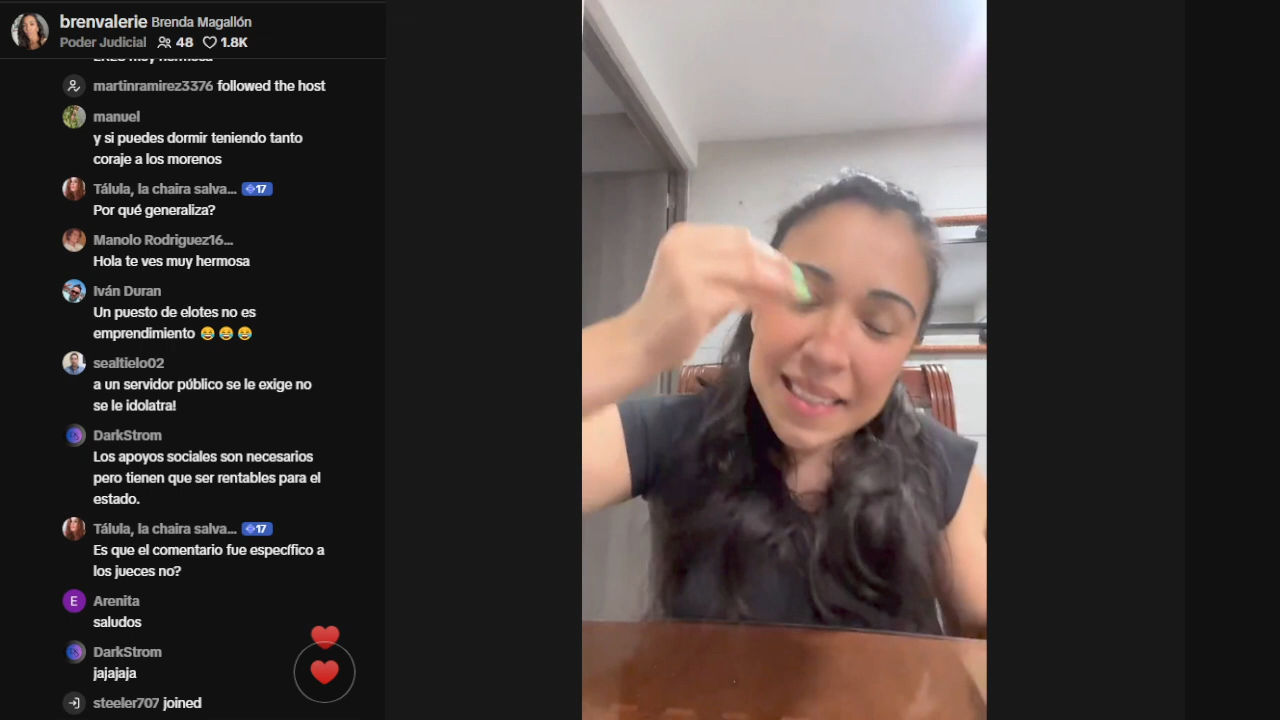 brenvalerie Brenda Magallón
Poder Judicial 48 1.8K
martinramirez3376 followed the host
manuel
y si puedes dormir teniendo tanto
coraje a los morenos
Tálula, la chaira salva... 17
Por qué generaliza?
Manolo Rodriguez16...
Hola te ves muy hermosa
Iván Duran
Un puesto de elotes no es
emprendimiento 😂 😂 😂
sealtielo02
a un servidor público se le exige no
se le idolatra!
DarkStrom
Los apoyos sociales son necesarios
pero tienen que ser rentables para el
estado.
Tálula, la chaira salva... 17
Es que el comentario fue específico a
los jueces no?
E Arenita
saludos
DarkStrom
jajajaja
steeler707 joined